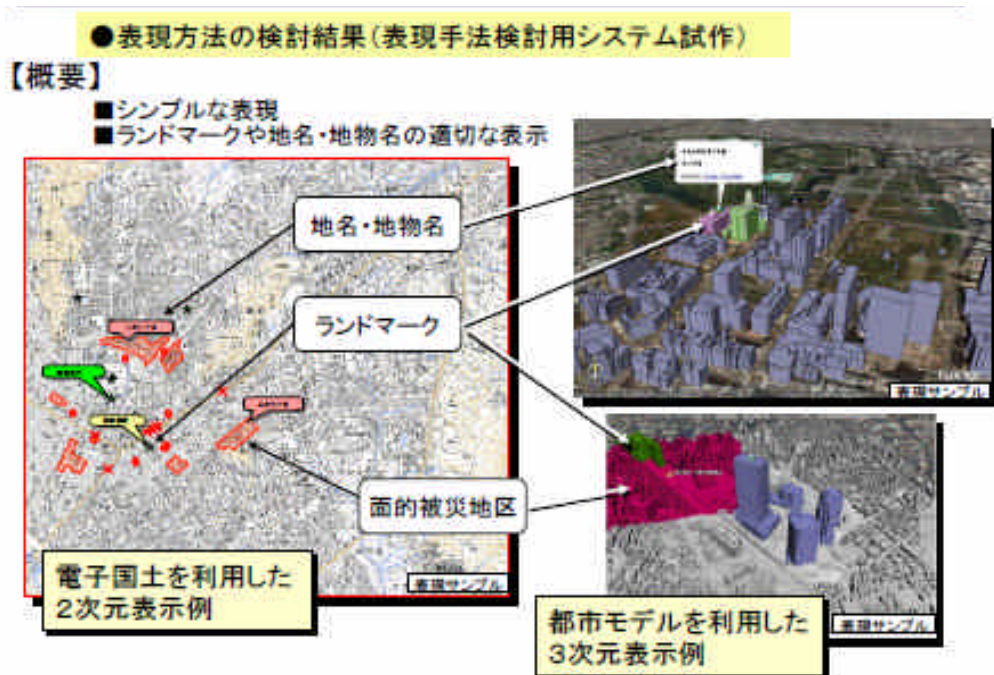 ●表現方法の検討結果(表現手法検討用システム試作)
【概要】
■シンプルな表現
■ランドマークや地名・地物名の適切な表示
地名・地物名
ランドマーク
面的被災地区
表現サンプル
表現サンプル
表現サンプル
電子国土を利用した
2次元表示例
都市モデルを利用した
3次元表示例